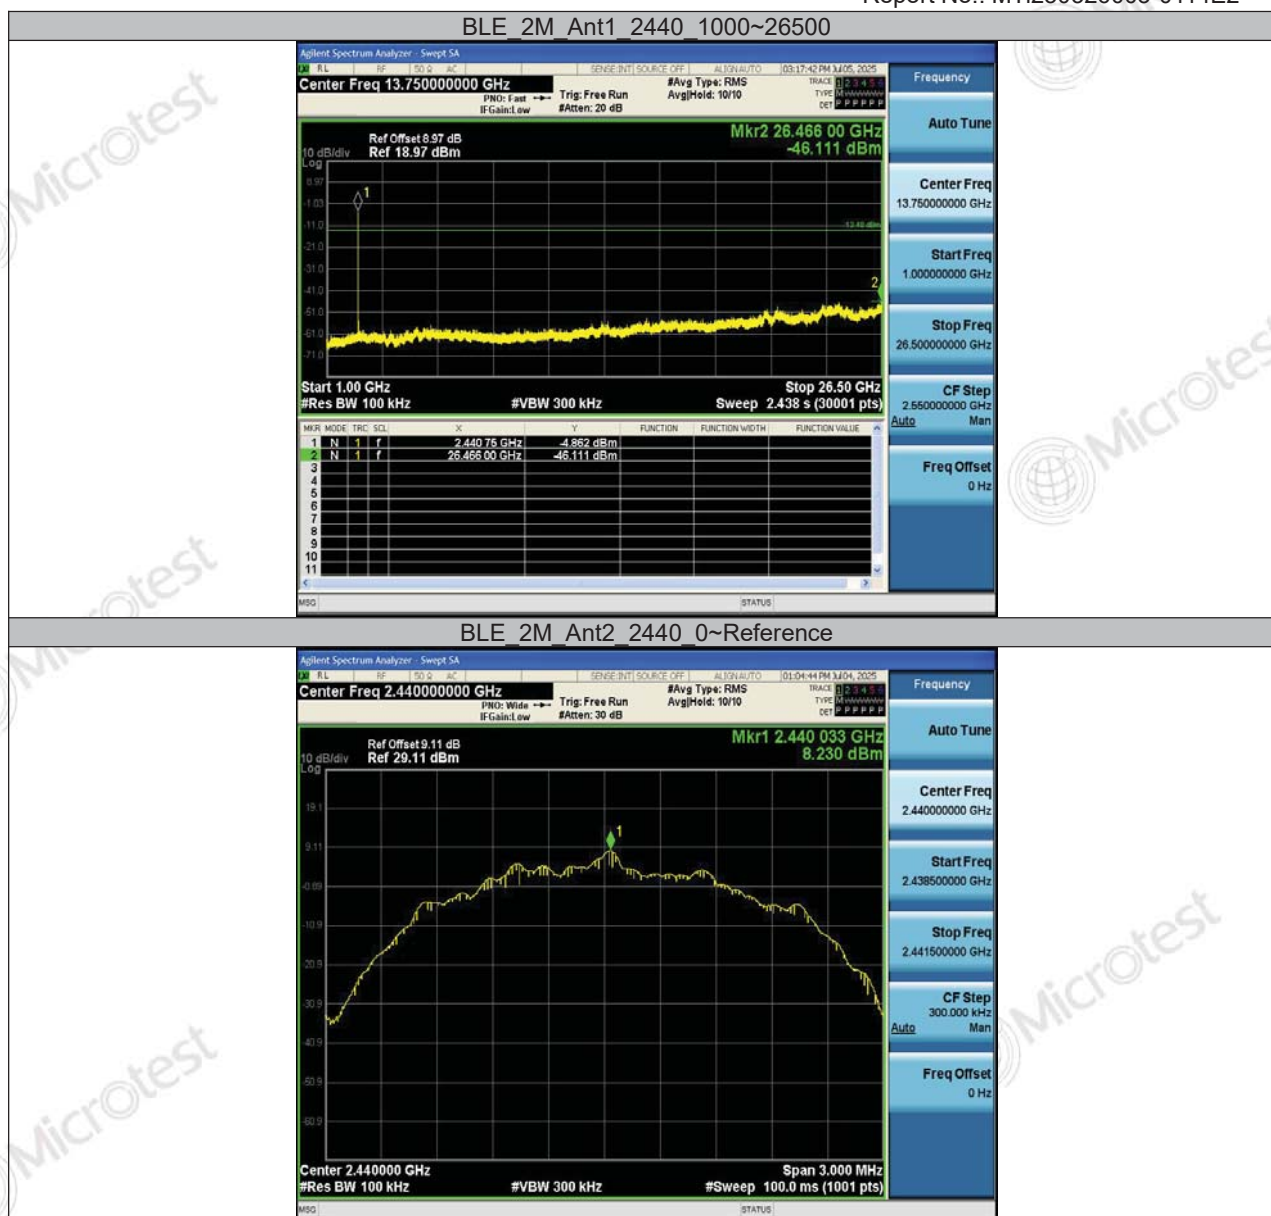 BLE_2M_Ant1_2440_1000~26500
Agilent Spectrum Analyzer - Swept SA
RL RF 50 Ω AC SENSE:INT SOURCE OFF ALIGNAUTO 03:17:42 PM Jul 05, 2025
Center Freq 13.750000000 GHz
PNO: Fast
IFGain:Low
Trig: Free Run
#Atten: 20 dB
#Avg Type: RMS
Avg|Hold: 10/10
TRACE 1 2 3 4 5 6
TYPE M
DET P P P P P P
Ref Offset 8.97 dB
10 dB/div Ref 18.97 dBm
Log
Mkr2 26.466 00 GHz
-46.111 dBm
8.97
-1.03
-11.0
-21.0
-31.0
-41.0
-51.0
-61.0
-71.0
1
2
Start 1.00 GHz Stop 26.50 GHz
#Res BW 100 kHz #VBW 300 kHz Sweep 2.438 s (30001 pts)
MKR MODE TRC SCL X Y FUNCTION FUNCTION WIDTH FUNCTION VALUE
1 N 1 f 2.440 75 GHz -4.862 dBm
2 N 1 f 26.466 00 GHz -46.111 dBm
3
4
5
6
7
8
9
10
11
MSG STATUS
Frequency
Auto Tune
Center Freq
13.750000000 GHz
Start Freq
1.000000000 GHz
Stop Freq
26.500000000 GHz
CF Step
2.550000000 GHz
Auto Man
Freq Offset
0 Hz
BLE_2M_Ant2_2440_0~Reference
Agilent Spectrum Analyzer - Swept SA
RL RF 50 Ω AC SENSE:INT SOURCE OFF ALIGNAUTO 01:04:44 PM Jul 04, 2025
Center Freq 2.440000000 GHz
PNO: Wide
IFGain:Low
Trig: Free Run
#Atten: 30 dB
#Avg Type: RMS
Avg|Hold: 10/10
TRACE 1 2 3 4 5 6
TYPE M
DET P P P P P P
Ref Offset 9.11 dB
10 dB/div Ref 29.11 dBm
Log
Mkr1 2.440 033 GHz
8.230 dBm
19.1
9.11
-0.89
-10.9
-20.9
-30.9
-40.9
-50.9
-60.9
1
Center 2.440000 GHz Span 3.000 MHz
#Res BW 100 kHz #VBW 300 kHz #Sweep 100.0 ms (1001 pts)
MSG STATUS
Frequency
Auto Tune
Center Freq
2.440000000 GHz
Start Freq
2.438500000 GHz
Stop Freq
2.441500000 GHz
CF Step
300.000 kHz
Auto Man
Freq Offset
0 Hz
Microtest
Microtest
Microtest
Microtest